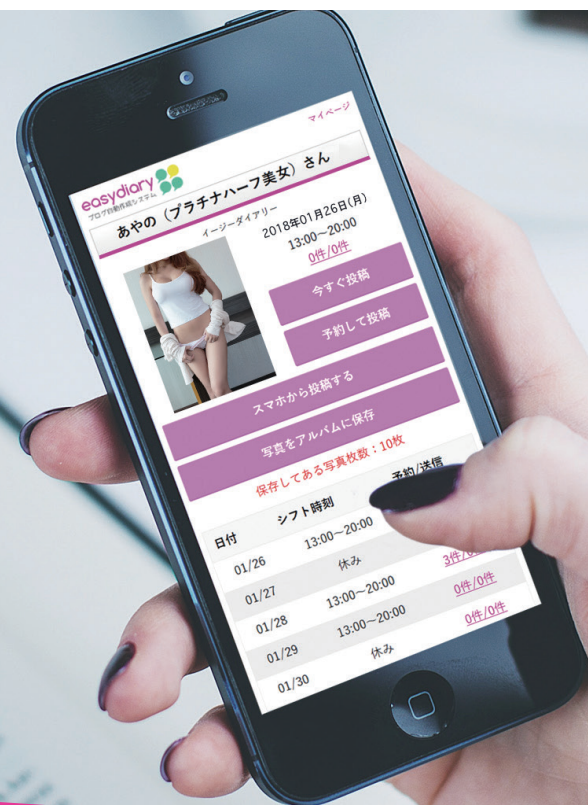 マイページ
easydiary
ブログ自動作成システム
あやの（プラチナハーフ美女）さん
イージーダイアリー
2018年01月26日(月)
13:00～20:00
0件/0件
今すぐ投稿
予約して投稿
スマホから投稿する
写真をアルバムに保存
保存してある写真枚数：10枚
日付 シフト時刻 予約/送信
01/26 13:00～20:00
01/27 休み
01/28 13:00～20:00 3件/
01/29 13:00～20:00 0件/0件
01/30 休み 0件/0件